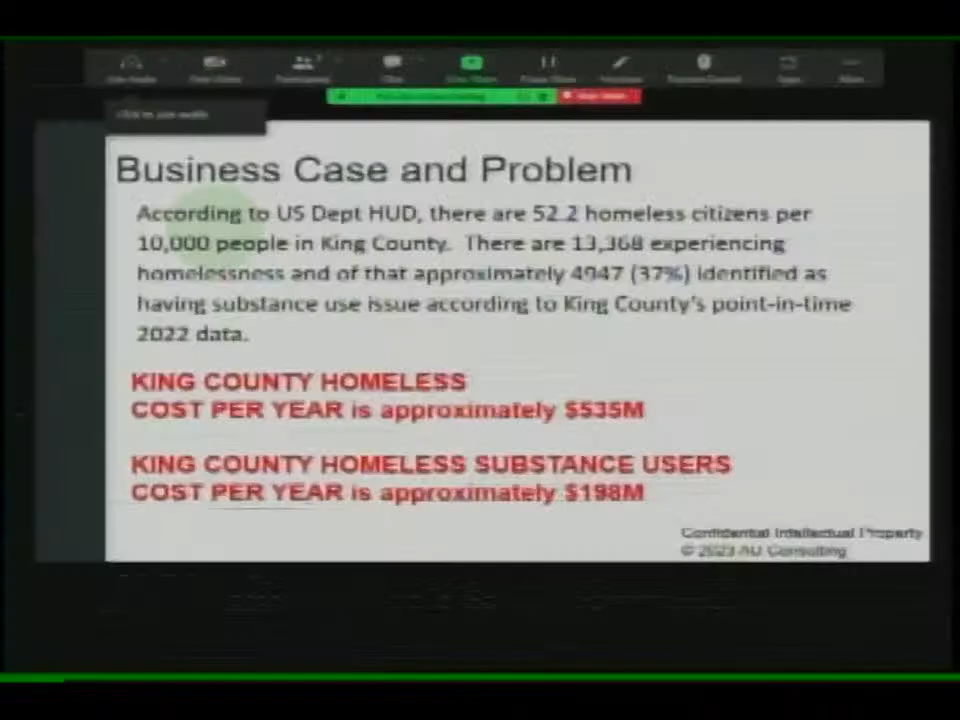 Business Case and Problem
According to US Dept HUD, there are 52.2 homeless citizens per
10,000 people in King County. There are 13,368 experiencing
homelessness and of that approximately 4947 (37%) identified as
having substance use issue according to King County's point-in-time
2022 data.
KING COUNTY HOMELESS
COST PER YEAR is approximately $535M
KING COUNTY HOMELESS SUBSTANCE USERS
COST PER YEAR is approximately $198M
Confidential Intellectual Property
© 2023 AU Consulting